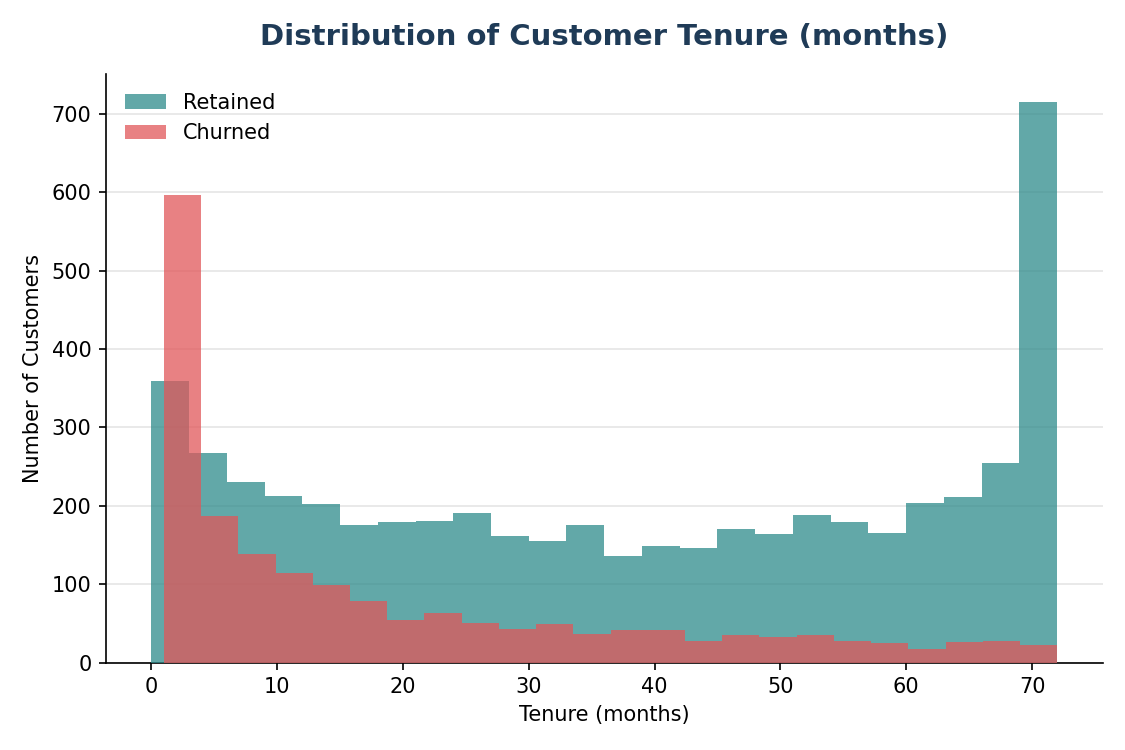 Distribution of Customer Tenure (months)
Retained
Churned
Number of Customers
700
600
500
400
300
200
100
0
0 10 20 30 40 50 60 70
Tenure (months)